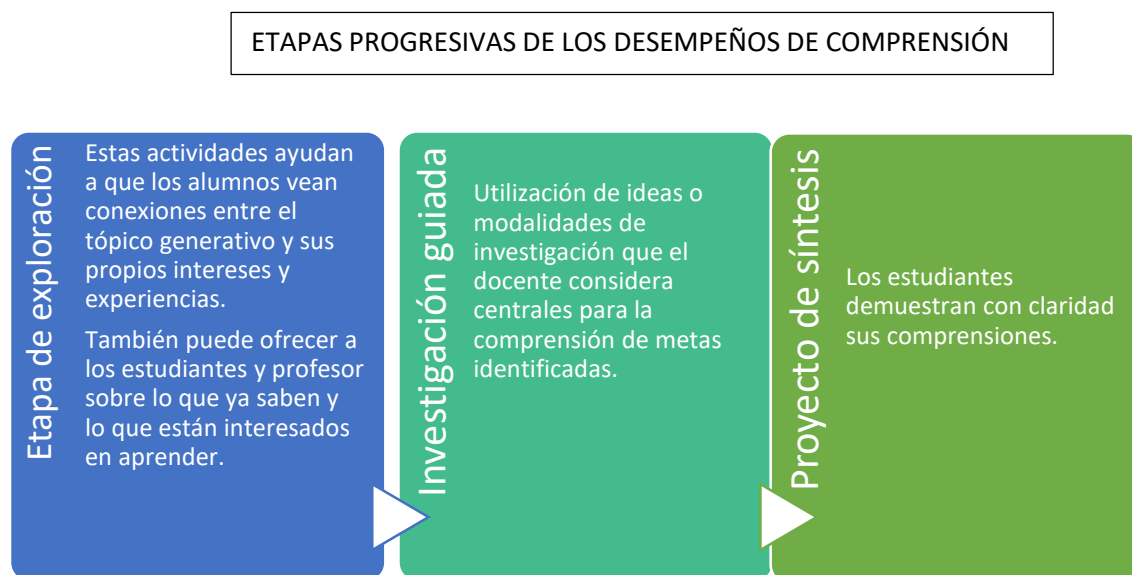 ETAPAS PROGRESIVAS DE LOS DESEMPEÑOS DE COMPRENSIÓN
Etapa de exploración
Estas actividades ayudan
a que los alumnos vean
conexiones entre el
tópico generativo y sus
propios intereses y
experiencias.
También puede ofrecer a
los estudiantes y profesor
sobre lo que ya saben y
lo que están interesados
en aprender.
Investigación guiada
Utilización de ideas o
modalidades de
investigación que el
docente considera
centrales para la
comprensión de metas
identificadas.
Proyecto de síntesis
Los estudiantes
demuestran con claridad
sus comprensiones.